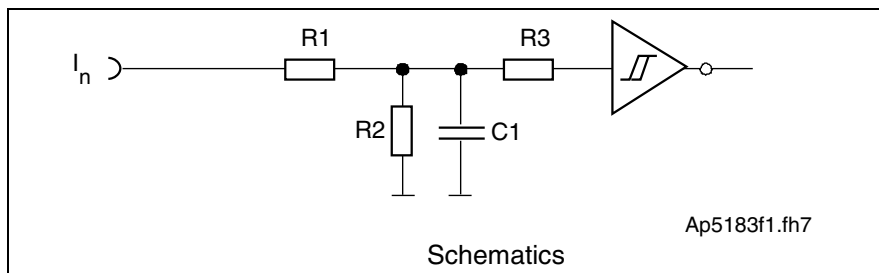 R1
R3
In
R2
C1
Ap5183f1.fh7
Schematics